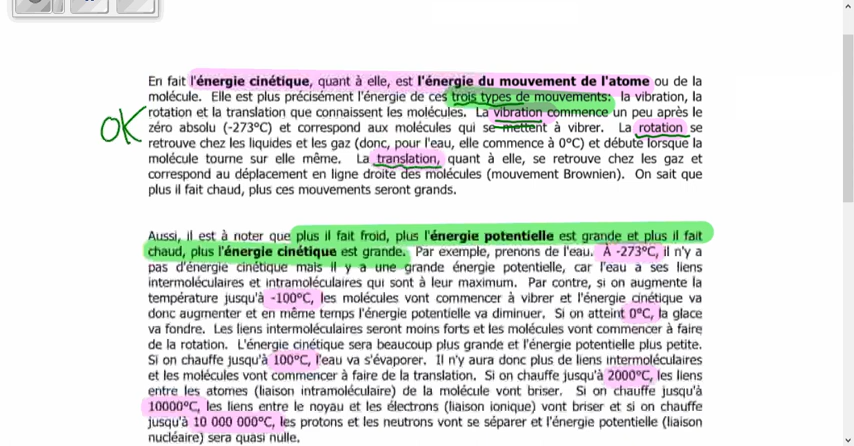 En fait l'énergie cinétique, quant à elle, est l'énergie du mouvement de l'atome ou de la
molécule. Elle est plus précisément l'énergie de ces trois types de mouvements: la vibration, la
rotation et la translation que connaissent les molécules. La vibration commence un peu après le
OK
zéro absolu (-273°C) et correspond aux molécules qui se mettent à vibrer. La rotation se
retrouve chez les liquides et les gaz (donc, pour l'eau, elle commence à 0°C) et débute lorsque la
molécule tourne sur elle même. La translation, quant à elle, se retrouve chez les gaz et
correspond au déplacement en ligne droite des molécules (mouvement Brownien). On sait que
plus il fait chaud, plus ces mouvements seront grands.
Aussi, il est à noter que plus il fait froid, plus l'énergie potentielle est grande et plus il fait
chaud, plus l'énergie cinétique est grande. Par exemple, prenons de l'eau. À -273°C, il n'y a
pas d'énergie cinétique mais il y a une grande énergie potentielle, car l'eau a ses liens
intermoléculaires et intramoléculaires qui sont à leur maximum. Par contre, si on augmente la
température jusqu'à -100°C, les molécules vont commencer à vibrer et l'énergie cinétique va
donc augmenter et en même temps l'énergie potentielle va diminuer. Si on atteint 0°C, la glace
va fondre. Les liens intermoléculaires seront moins forts et les molécules vont commencer à faire
de la rotation. L'énergie cinétique sera beaucoup plus grande et l'énergie potentielle plus petite.
Si on chauffe jusqu'à 100°C, l'eau va s'évaporer. Il n'y aura donc plus de liens intermoléculaires
et les molécules vont commencer à faire de la translation. Si on chauffe jusqu'à 2000°C, les liens
entre les atomes (liaison intramoléculaire) de la molécule vont briser. Si on chauffe jusqu'à
10000°C, les liens entre le noyau et les électrons (liaison ionique) vont briser et si on chauffe
jusqu'à 10 000 000°C, les protons et les neutrons vont se séparer et l'énergie potentielle (liaison
nucléaire) sera quasi nulle.